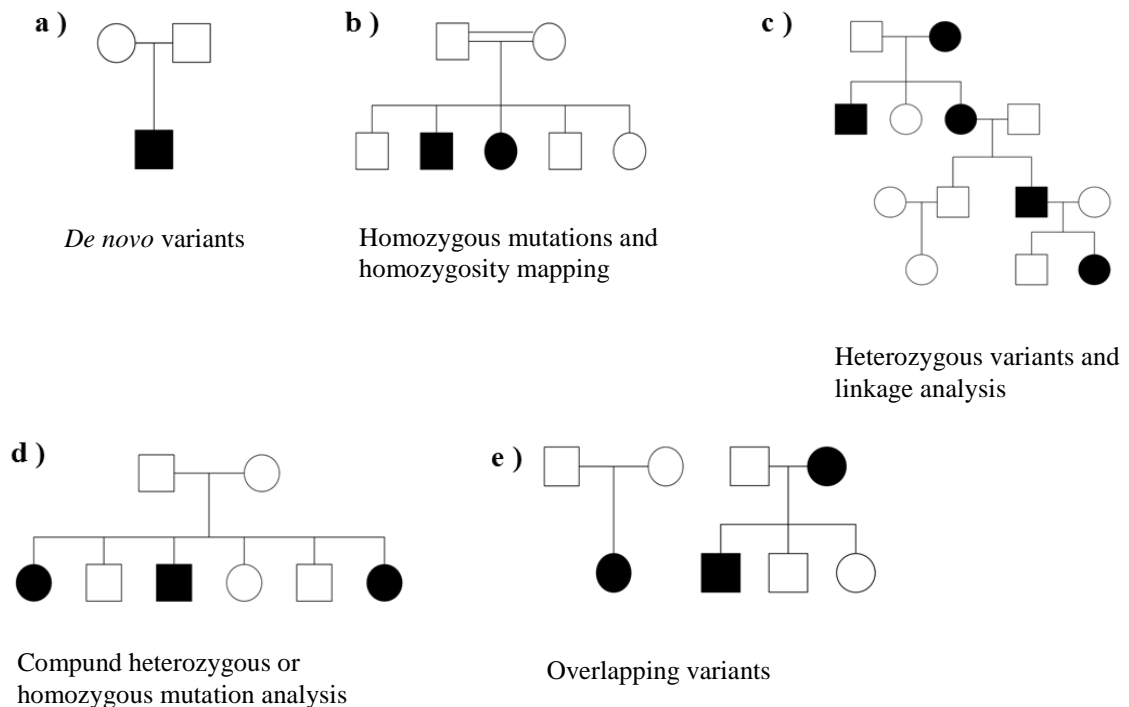 a )
De novo variants
b )
Homozygous mutations and
homozygosity mapping
c )
Heterozygous variants and
linkage analysis
d )
Compund heterozygous or
homozygous mutation analysis
e )
Overlapping variants